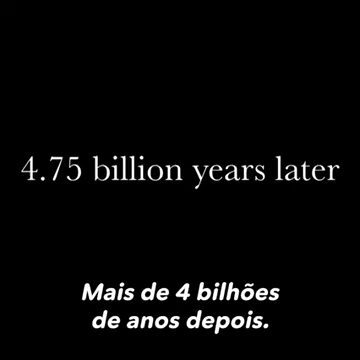 4.75 billion years later
Mais de 4 bilhões
de anos depois.